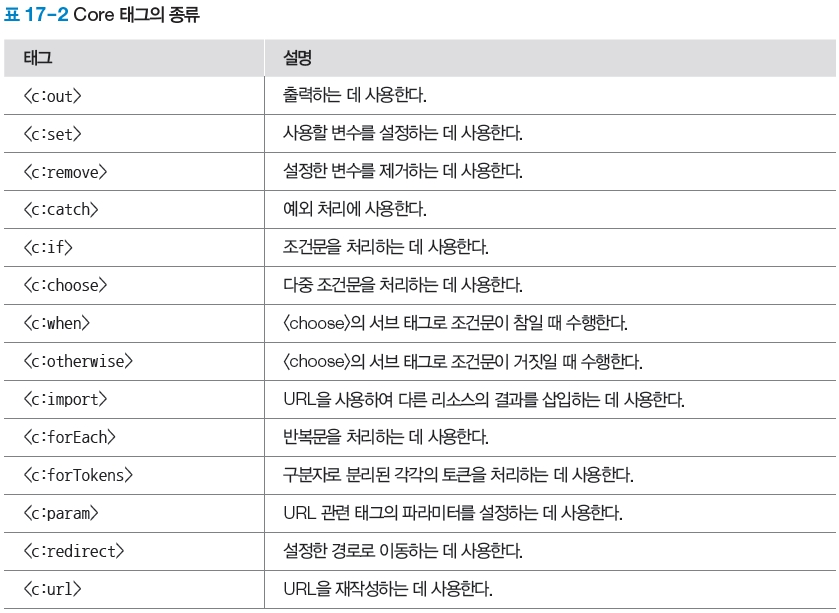 표 17-2 Core 태그의 종류
태그 설명
<c:out> 출력하는 데 사용한다.
<c:set> 사용할 변수를 설정하는 데 사용한다.
<c:remove> 설정한 변수를 제거하는 데 사용한다.
<c:catch> 예외 처리에 사용한다.
<c:if> 조건문을 처리하는 데 사용한다.
<c:choose> 다중 조건문을 처리하는 데 사용한다.
<c:when> <choose>의 서브 태그로 조건문이 참일 때 수행한다.
<c:otherwise> <choose>의 서브 태그로 조건문이 거짓일 때 수행한다.
<c:import> URL을 사용하여 다른 리소스의 결과를 삽입하는 데 사용한다.
<c:forEach> 반복문을 처리하는 데 사용한다.
<c:forTokens> 구분자로 분리된 각각의 토큰을 처리하는 데 사용한다.
<c:param> URL 관련 태그의 파라미터를 설정하는 데 사용한다.
<c:redirect> 설정한 경로로 이동하는 데 사용한다.
<c:url> URL을 재작성하는 데 사용한다.